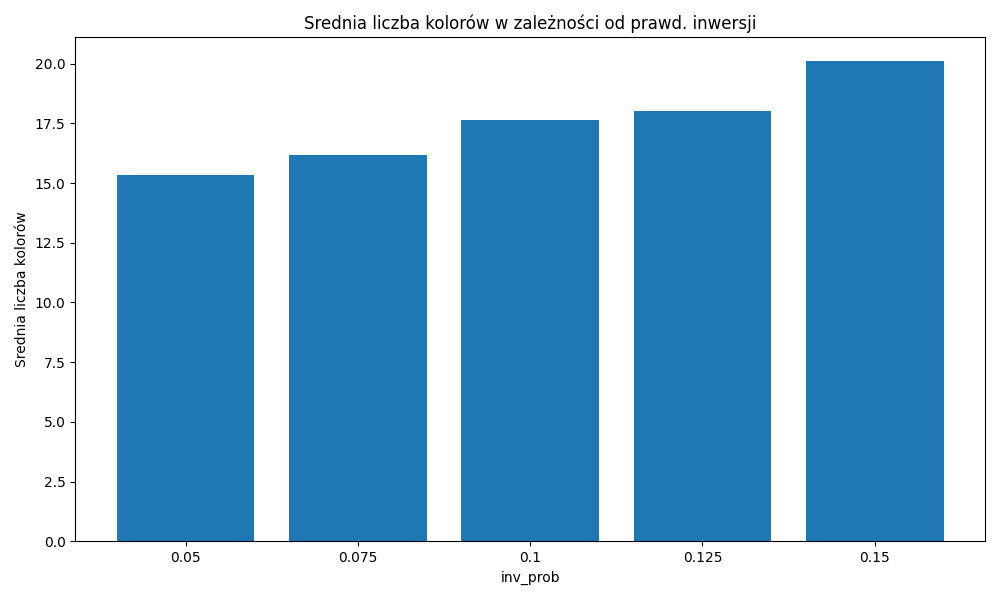 Srednia liczba kolorów w zależności od prawd. inwersji
Srednia liczba kolorów
20.0
17.5
15.0
12.5
10.0
7.5
5.0
2.5
0.0
0.05 0.075 0.1 0.125 0.15
inv_prob